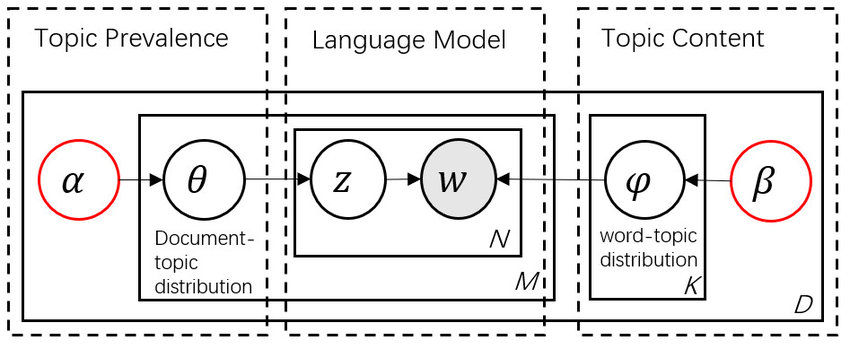 Topic Prevalence
Language Model
Topic Content
α
θ
z
w
φ
β
Document-
topic
distribution
word-topic
distribution
N
M
K
D